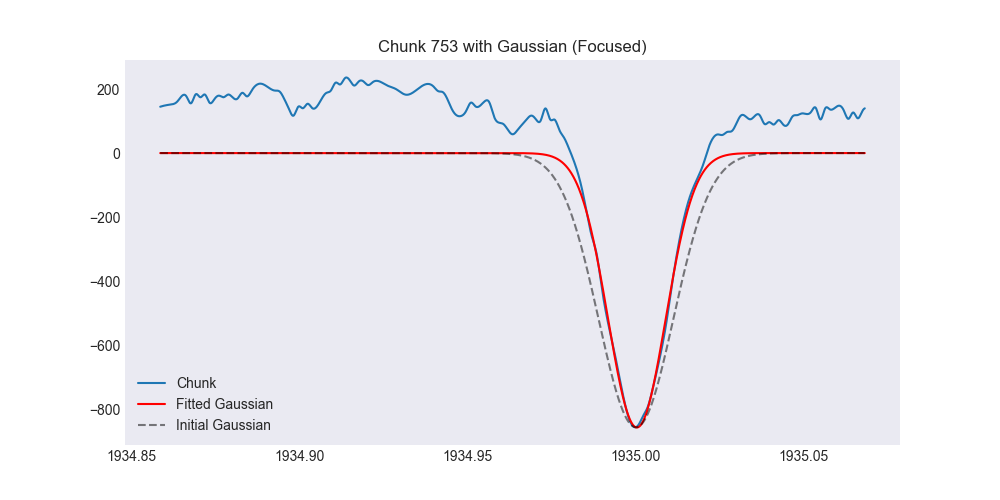 Chunk 753 with Gaussian (Focused)
200
0
−200
−400
−600
−800
Chunk
Fitted Gaussian
Initial Gaussian
1934.85 1934.90 1934.95 1935.00 1935.05